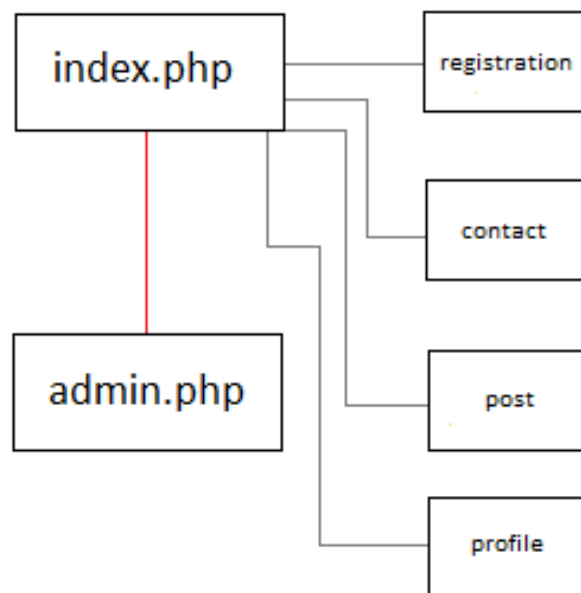 index.php
registration
contact
admin.php
post
profile